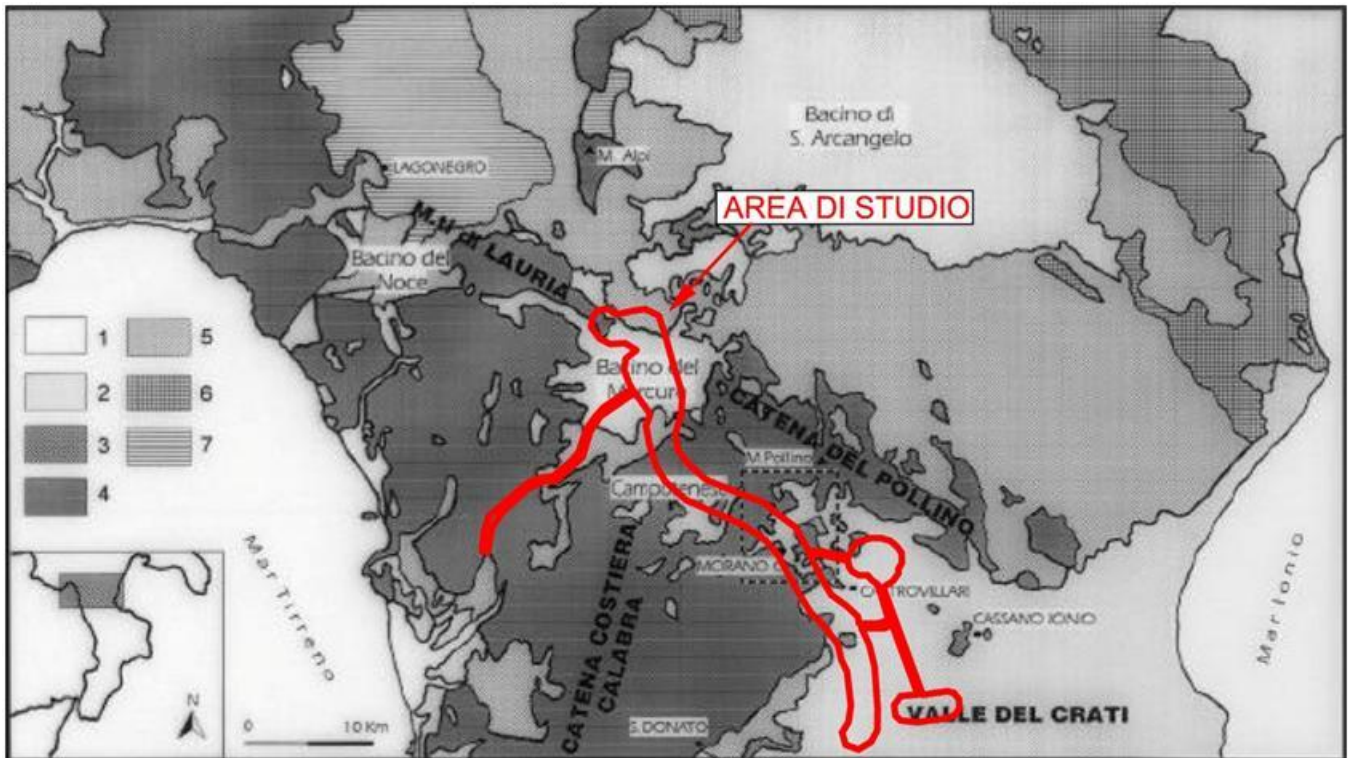 Bacino di
S. Arcangelo
M. Alpi
LAGONEGRO
AREA DI STUDIO
M.ti di LAURIA
Bacino del
Noce
1
5
2
6
3
7
4
Bacino del
Mercure
CATENA DEL POLLINO
M.Pollino
Campotenese
MORANO C.
CASTROVILLARI
CASSANO IONIO
CATENA COSTIERA
CALABRA
Mar Tirreno
Mar Ionio
N
0
10 Km
S.DONATO
VALLE DEL CRATI